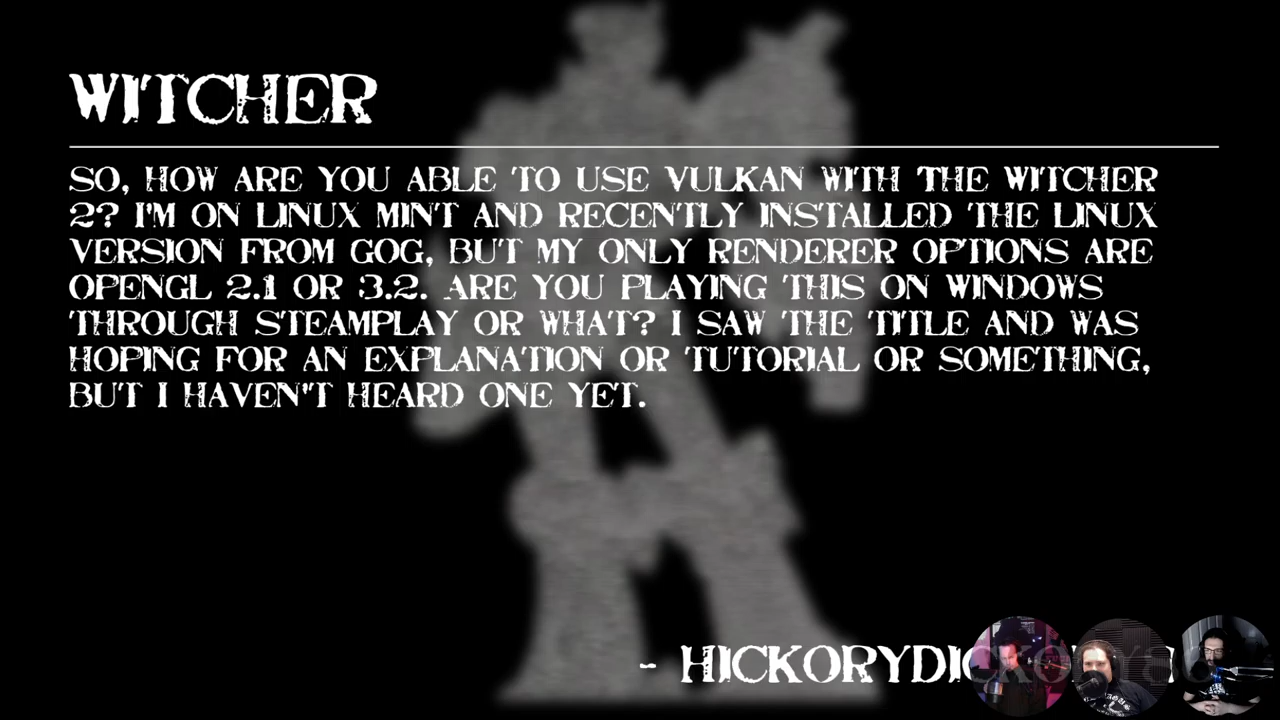 WITCHER
SO, HOW ARE YOU ABLE TO USE VULKAN WITH THE WITCHER
2? I'M ON LINUX MINT AND RECENTLY INSTALLED THE LINUX
VERSION FROM GOG, BUT MY ONLY RENDERER OPTIONS ARE
OPENGL 2.1 OR 3.2. ARE YOU PLAYING THIS ON WINDOWS
THROUGH STEAMPLAY OR WHAT? I SAW THE TITLE AND WAS
HOPING FOR AN EXPLANATION OR TUTORIAL OR SOMETHING,
BUT I HAVEN'T HEARD ONE YET.
-